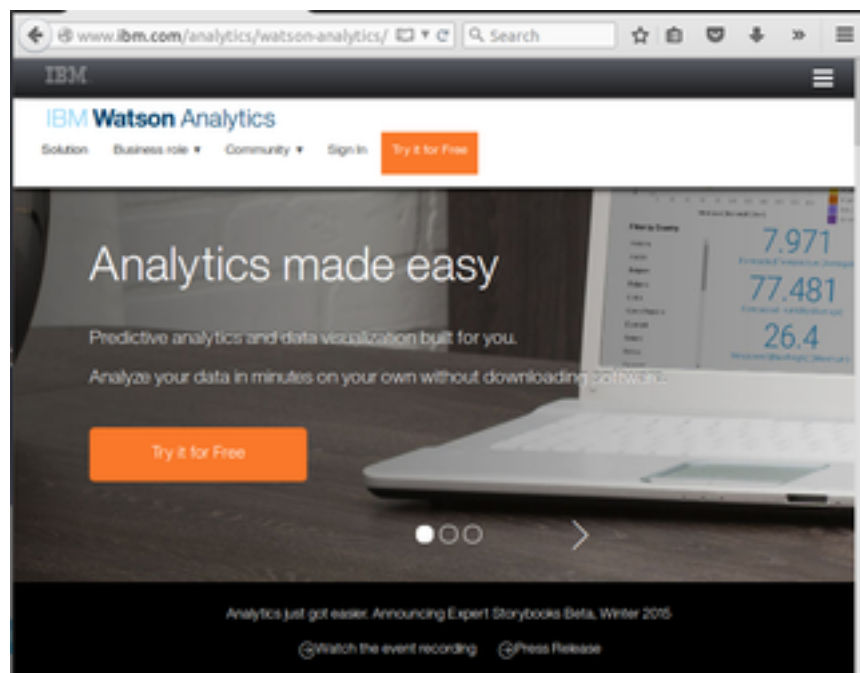 www.ibm.com/analytics/watson-analytics/ Search
IBM
IBM Watson Analytics
Solution Business role Community Sign In Try it for Free
Analytics made easy
Predictive analytics and data visualization built for you.
Analyze your data in minutes on your own without downloading software.
Try it for Free
7.971
77.481
26.4
Analytics just got easier. Announcing Expert Storybooks Beta, Winter 2015
Watch the event recording Press Release